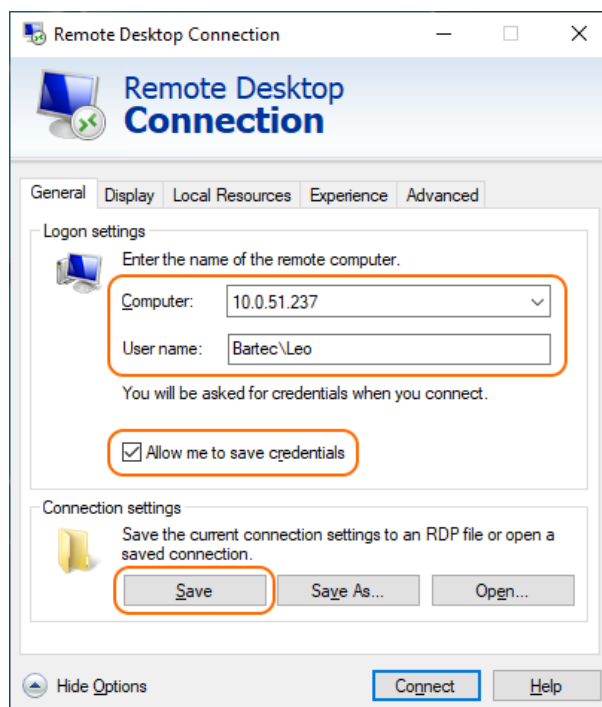 Remote Desktop Connection
Remote Desktop
Connection
General Display Local Resources Experience Advanced
Logon settings
Enter the name of the remote computer.
Computer: 10.0.51.237
User name: Bartec\Leo
You will be asked for credentials when you connect.
Allow me to save credentials
Connection settings
Save the current connection settings to an RDP file or open a
saved connection.
Save Save As... Open...
Hide Options Connect Help